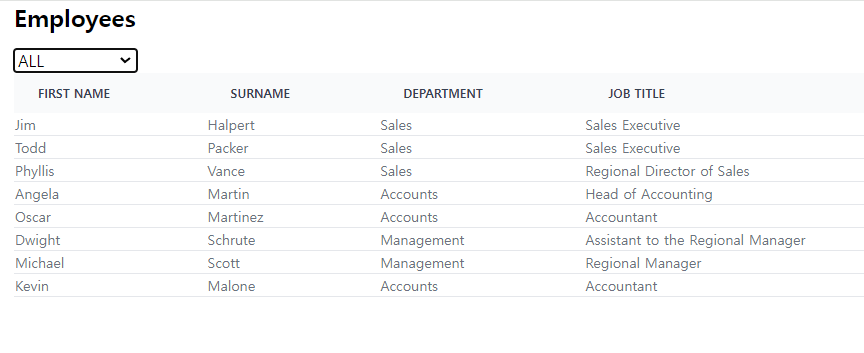 Employees
ALL
FIRST NAME SURNAME DEPARTMENT JOB TITLE
Jim Halpert Sales Sales Executive
Todd Packer Sales Sales Executive
Phyllis Vance Sales Regional Director of Sales
Angela Martin Accounts Head of Accounting
Oscar Martinez Accounts Accountant
Dwight Schrute Management Assistant to the Regional Manager
Michael Scott Management Regional Manager
Kevin Malone Accounts Accountant